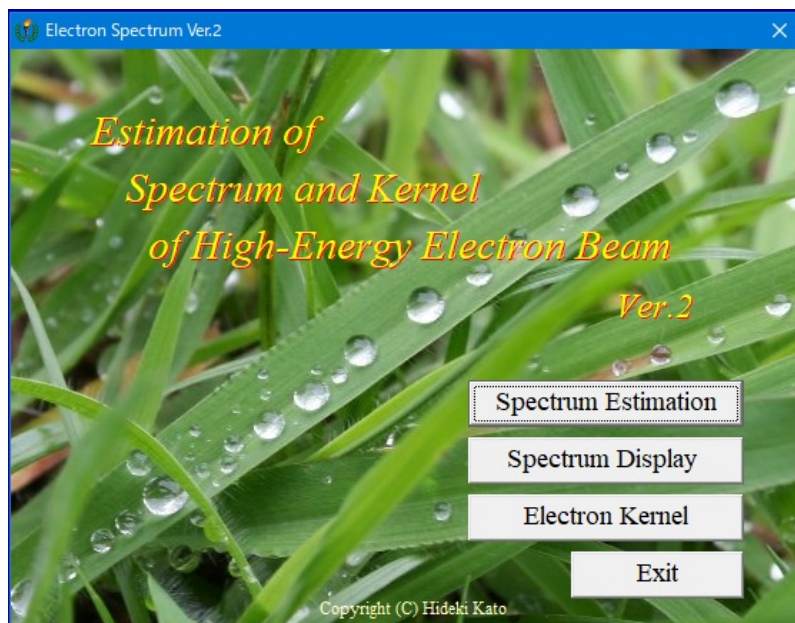 Electron Spectrum Ver.2
Estimation of
Spectrum and Kernel
of High-Energy Electron Beam
Ver.2
Spectrum Estimation
Spectrum Display
Electron Kernel
Exit
Copyright (C) Hideki Kato